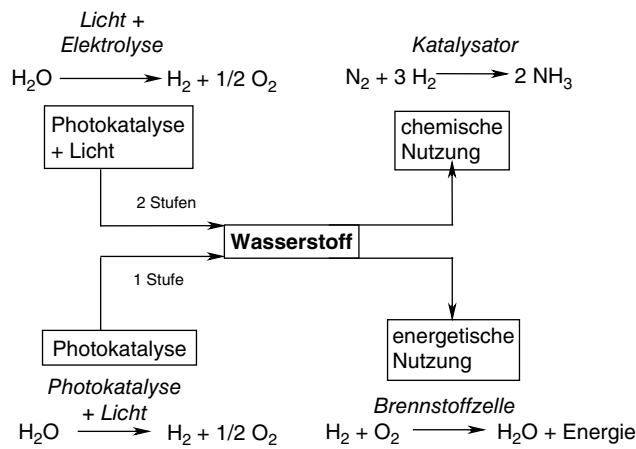 Licht +
Elektrolyse
H₂O → H₂ + 1/2 O₂
Photokatalyse
+ Licht
2 Stufen
Katalysator
N₂ + 3 H₂ → 2 NH₃
chemische
Nutzung
Wasserstoff
1 Stufe
Photokatalyse
Photokatalyse
+ Licht
H₂O → H₂ + 1/2 O₂
energetische
Nutzung
Brennstoffzelle
H₂ + O₂ → H₂O + Energie